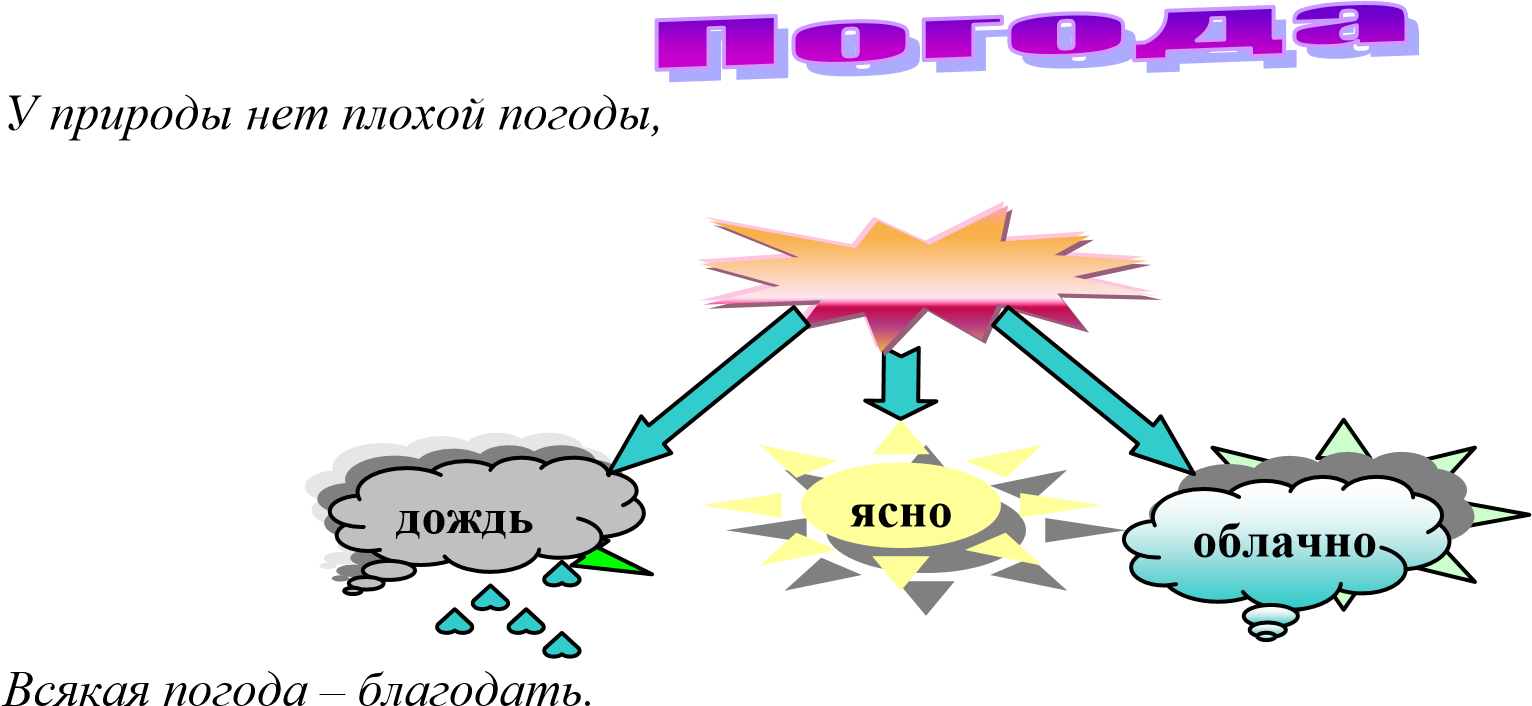 Погода
У природы нет плохой погоды,
дождь
ясно
облачно
Всякая погода – благодать.